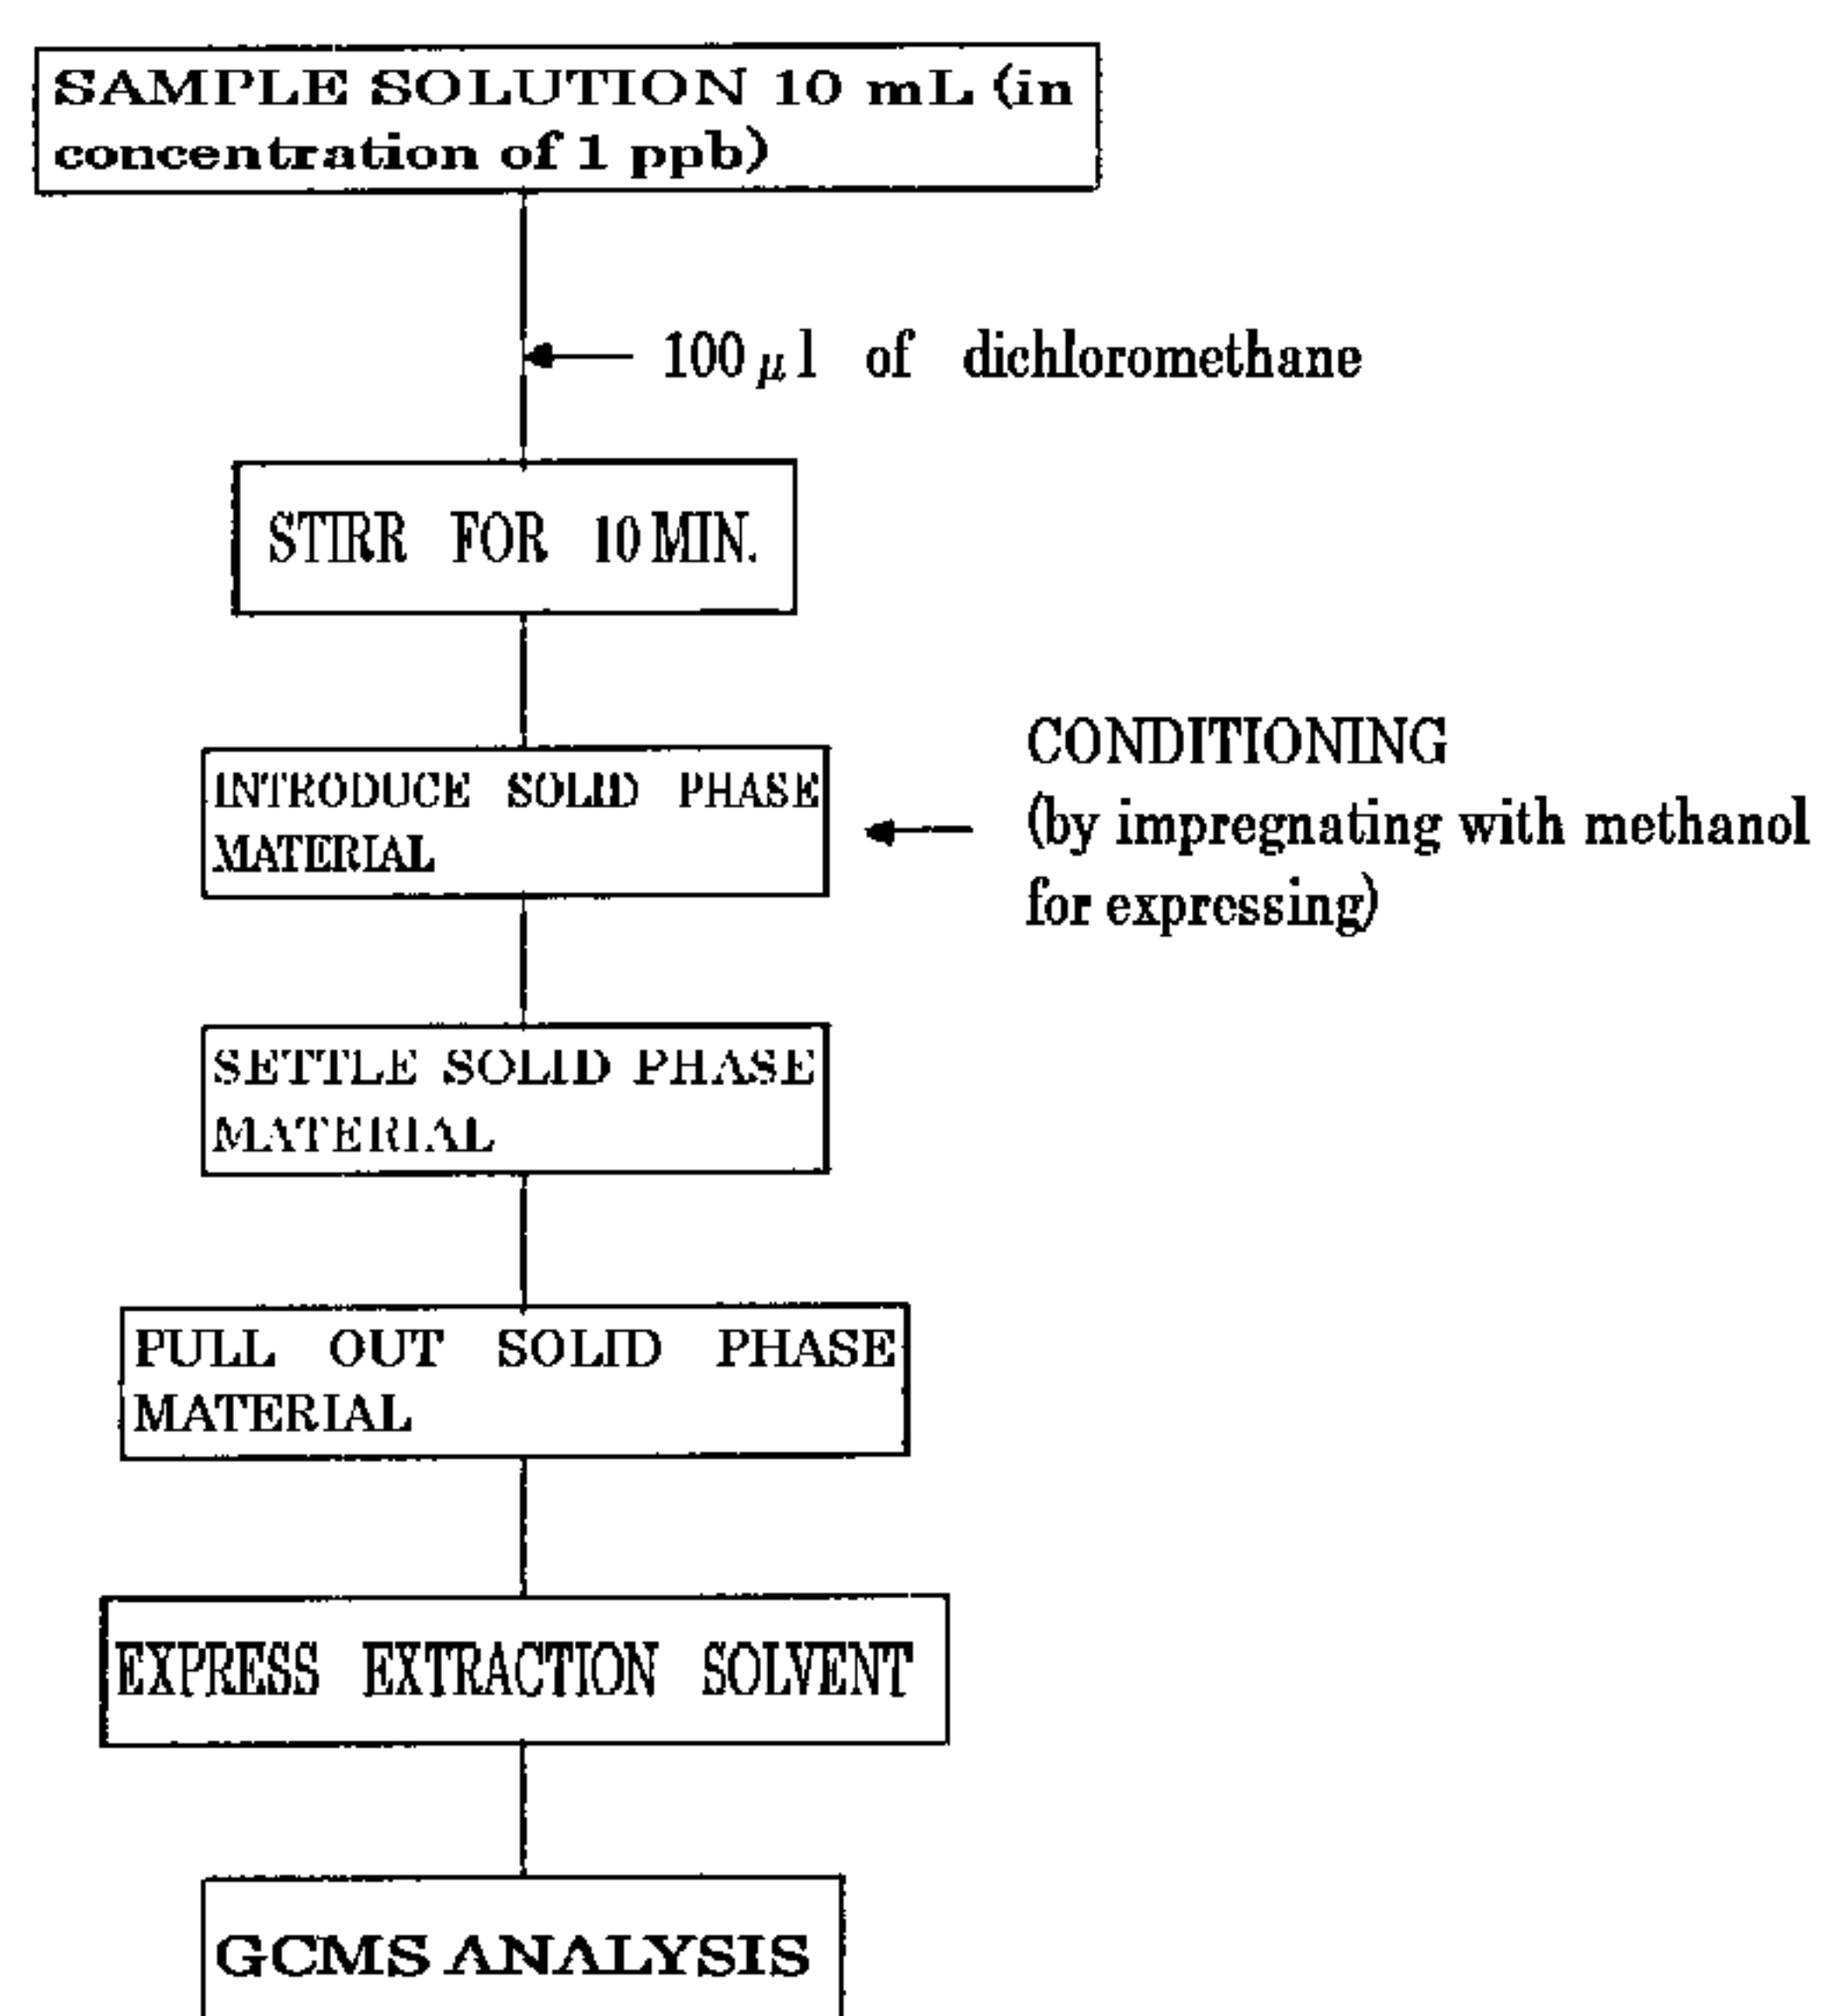 SAMPLE SOLUTION 10 mL (in
concentration of 1 ppb)
100 μl of dichloromethane
STIRR FOR 10 MIN.
INTRODUCE SOLID PHASE
MATERIAL
CONDITIONING
(by impregnating with methanol
for expressing)
SETTLE SOLID PHASE
MATERIAL
PULL OUT SOLID PHASE
MATERIAL
EXPRESS EXTRACTION SOLVENT
GCMS ANALYSIS